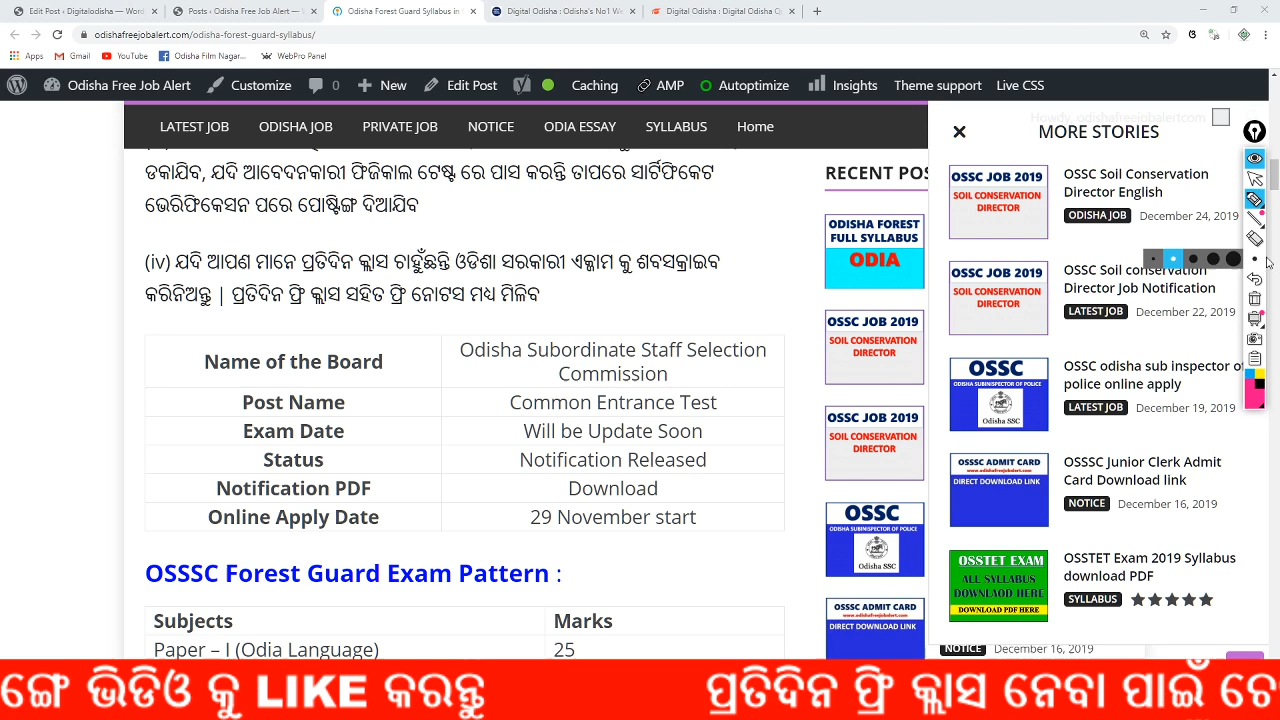 Edit Post ‹ Digitalodisha — Word
Posts ‹ Odisha Free Job Alert — 
Odisha Forest Guard Syllabus in
Digital Odisha : Odisha's No1 We
Digital Odisha : Digital Odisha Q
odishafreejobalert.com/odisha-forest-guard-syllabus/
Apps
Gmail
YouTube
Odisha Film Nagar...
WebPro Panel
Odisha Free Job Alert
Customize
0
New
Edit Post
Caching
AMP
Autoptimize
Insights
Theme support
Live CSS
Howdy, odishafreejobalertcom
LATEST JOB
ODISHA JOB
PRIVATE JOB
NOTICE
ODIA ESSAY
SYLLABUS
Home
ଡକାଯିବ, ଯଦି ଆବେଦନକାରୀ ଫିଜିକାଲ ଟେଷ୍ଟ ରେ ପାସ କରନ୍ତି ତାପରେ ସାର୍ଟିଫିକେଟ
ଭେରିଫିକେସନ ପରେ ପୋଷ୍ଟିଙ୍ଗ ଦିଆଯିବ
(iv) ଯଦି ଆପଣ ମାନେ ପ୍ରତିଦିନ କ୍ଲାସ ଚାହୁଁଛନ୍ତି ଓଡିଶା ସରକାରୀ ଏକ୍ଜାମ କୁ ଶବସକ୍ରାଇବ
କରିନିଅନ୍ତୁ | ପ୍ରତିଦିନ ଫ୍ରି କ୍ଲାସ ସହିତ ଫ୍ରି ନୋଟସ ମଧ୍ୟ ମିଳିବ
Name of the Board
Odisha Subordinate Staff Selection
Commission
Post Name
Common Entrance Test
Exam Date
Will be Update Soon
Status
Notification Released
Notification PDF
Download
Online Apply Date
29 November start
OSSSC Forest Guard Exam Pattern :
Subjects
Marks
Paper – I (Odia Language)
25
RECENT POS
ODISHA FOREST
FULL SYLLABUS
ODIA
OSSC JOB 2019
SOIL CONSERVATION
DIRECTOR
OSSC JOB 2019
SOIL CONSERVATION
DIRECTOR
OSSC
ODISHA SUBINSPECTOR OF POLICE
Odisha SSC
OSSSC ADMIT CARD
www.odishafreejobalert.com
DIRECT DOWNLOAD LINK
NOTICE
December 16, 2019
MORE STORIES
OSSC JOB 2019
SOIL CONSERVATION
DIRECTOR
OSSC Soil Conservation
Director English
ODISHA JOB
December 24, 2019
OSSC JOB 2019
SOIL CONSERVATION
DIRECTOR
OSSC Soil conservation
Director Job Notification
LATEST JOB
December 22, 2019
OSSC
ODISHA SUBINSPECTOR OF POLICE
Odisha SSC
OSSC odisha sub inspector of
police online apply
LATEST JOB
December 19, 2019
OSSSC ADMIT CARD
www.odishafreejobalert.com
DIRECT DOWNLOAD LINK
OSSSC Junior Clerk Admit
Card Download link
NOTICE
December 16, 2019
OSSTET EXAM
ALL SYLLABUS
DOWNLAOD HERE
DOWNLOAD PDF HERE
OSSTET Exam 2019 Syllabus
download PDF
SYLLABUS
ଙ୍ଗେ ଭିଡିଓ କୁ LIKE କରନ୍ତୁ
ପ୍ରତିଦିନ ଫ୍ରି କ୍ଲାସ ନେବା ପାଇଁ ଚେ